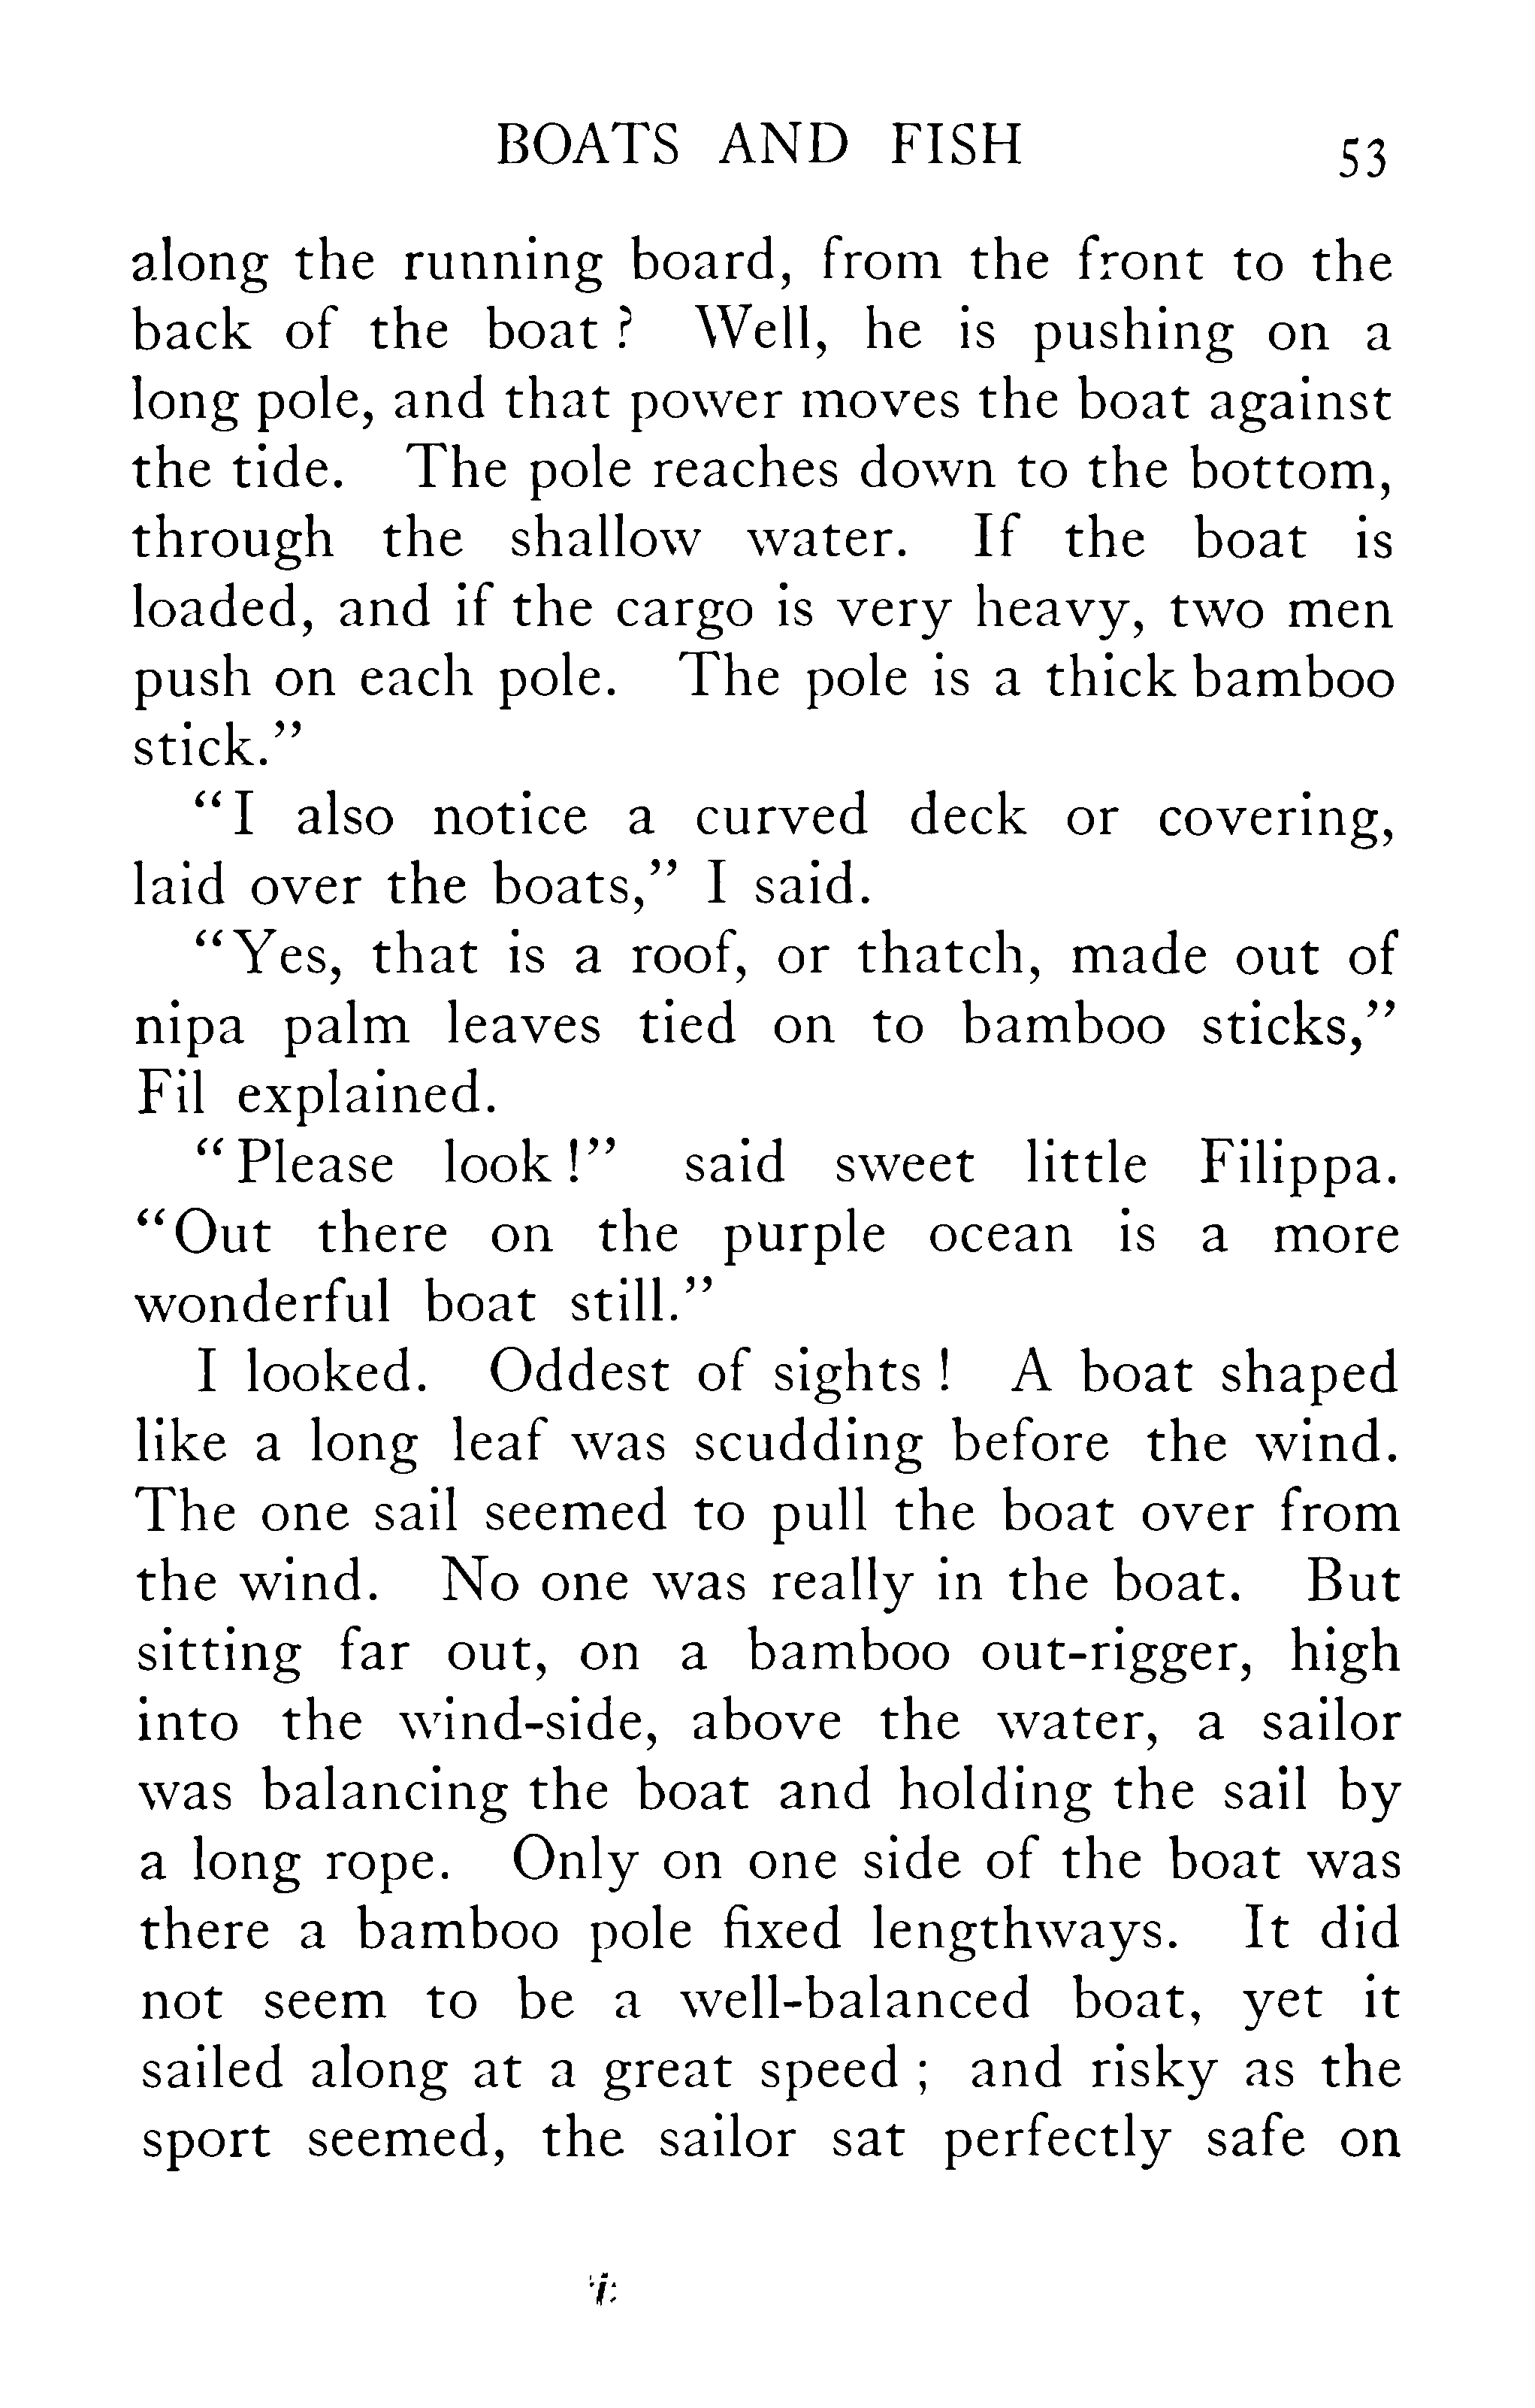 BOATS AND FISH 53
along the running board, from the front to the
back of the boat ? Well, he is pushing on a
long pole, and that power moves the boat against
the tide. The pole reaches down to the bottom,
through the shallow water. If the boat is
loaded, and if the cargo is very heavy, two men
push on each pole. The pole is a thick bamboo
stick.”
“I also notice a curved deck or covering,
laid over the boats,” I said.
“Yes, that is a roof, or thatch, made out of
nipa palm leaves tied on to bamboo sticks,”
Fil explained.
“Please look!” said sweet little Filippa.
“Out there on the purple ocean is a more
wonderful boat still.”
I looked. Oddest of sights ! A boat shaped
like a long leaf was scudding before the wind.
The one sail seemed to pull the boat over from
the wind. No one was really in the boat. But
sitting far out, on a bamboo out-rigger, high
into the wind-side, above the water, a sailor
was balancing the boat and holding the sail by
a long rope. Only on one side of the boat was
there a bamboo pole fixed lengthways. It did
not seem to be a well-balanced boat, yet it
sailed along at a great speed ; and risky as the
sport seemed, the sailor sat perfectly safe on